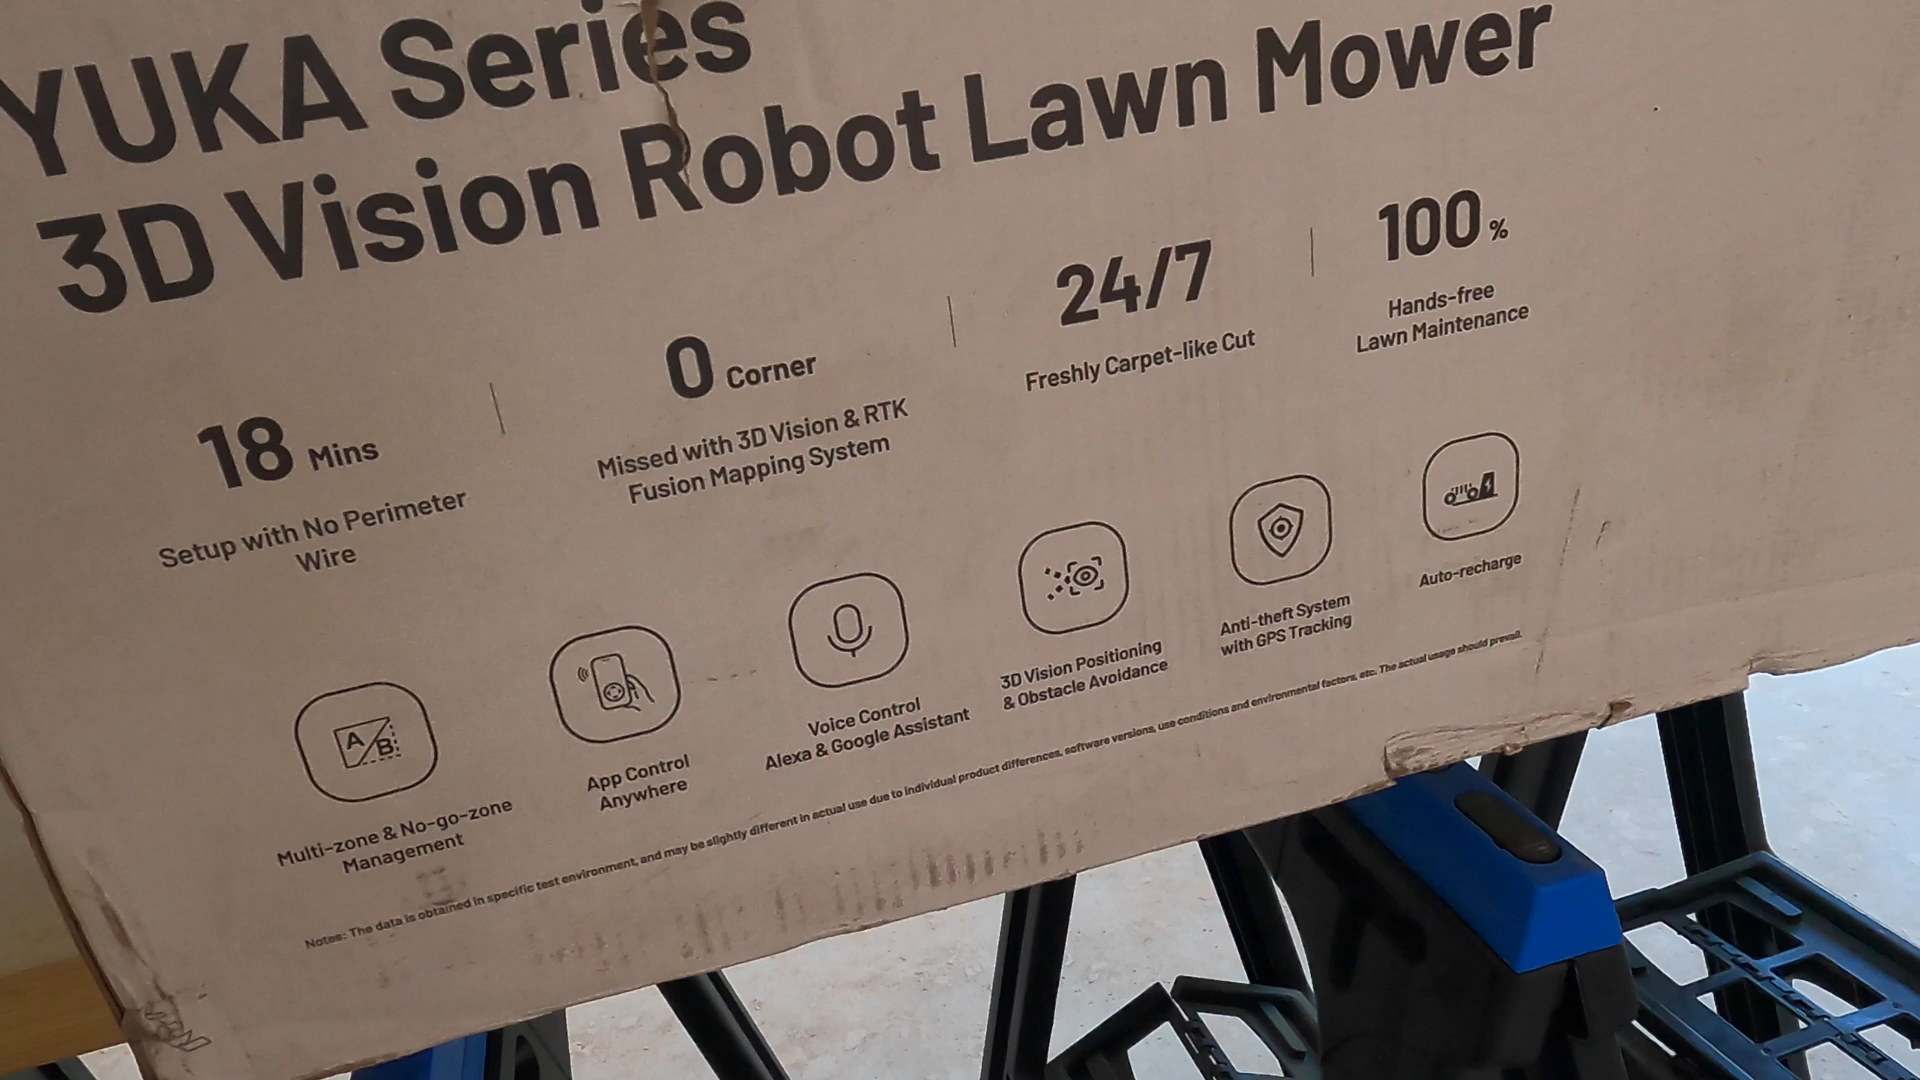 YUKA Series
3D Vision Robot Lawn Mower
18 Mins
Setup with No Perimeter
Wire
0 Corner
Missed with 3D Vision & RTK
Fusion Mapping System
24/7
Freshly Carpet-like Cut
100%
Hands-free
Lawn Maintenance
A B
Multi-zone & No-go-zone
Management
App Control
Anywhere
Voice Control
Alexa & Google Assistant
3D Vision Positioning
& Obstacle Avoidance
Anti-theft System
with GPS Tracking
Auto-recharge
Notes: The data is obtained in specific test environment, and may be slightly different in actual use due to individual product differences, software versions, use conditions and environmental factors, etc. The actual usage should prevail.